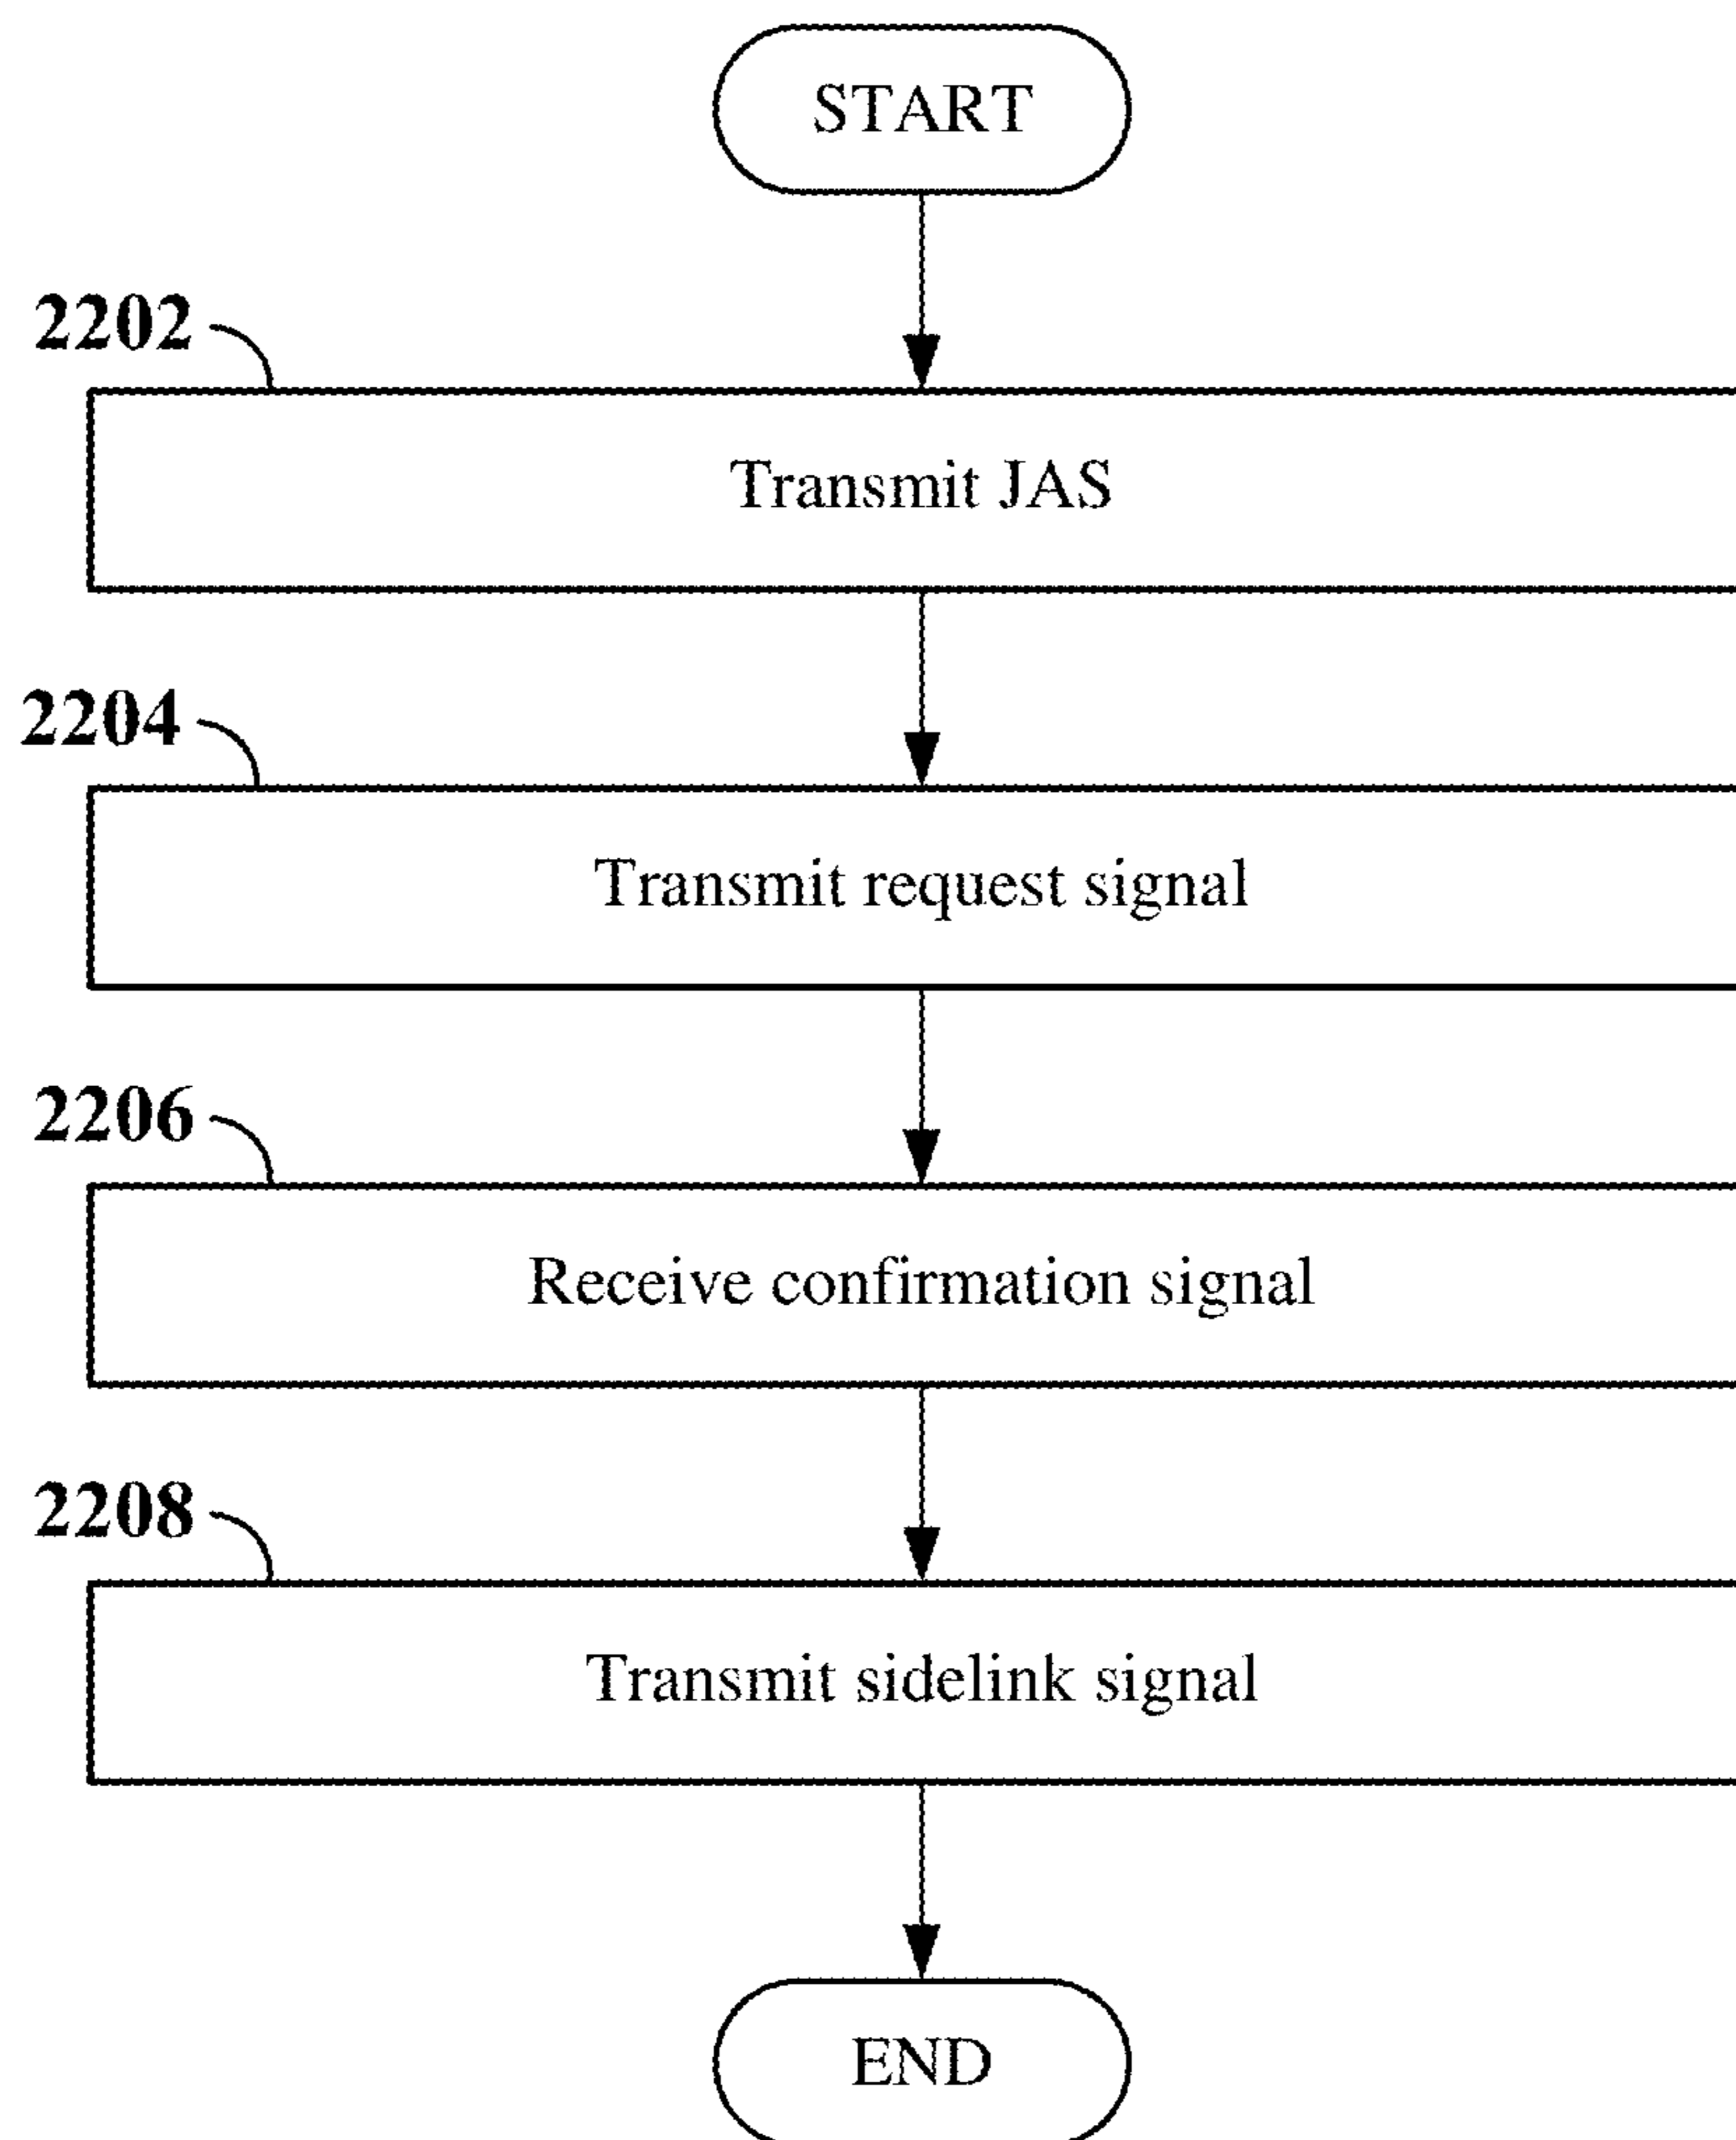 START
2202
Transmit JAS
2204
Transmit request signal
2206
Receive confirmation signal
2208
Transmit sidelink signal
END